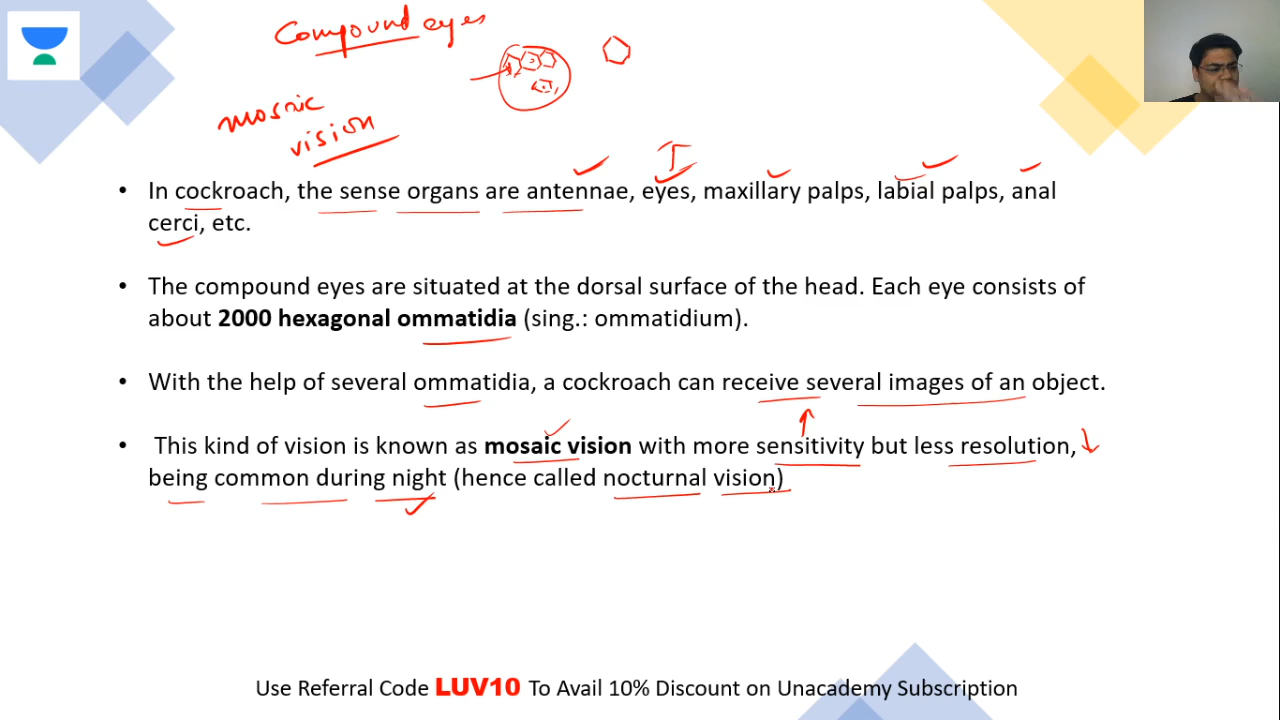 Compound eyes
mosaic
vision
• In cockroach, the sense organs are antennae, eyes, maxillary palps, labial palps, anal
cerci, etc.
• The compound eyes are situated at the dorsal surface of the head. Each eye consists of
about 2000 hexagonal ommatidia (sing.: ommatidium).
• With the help of several ommatidia, a cockroach can receive several images of an object.
• This kind of vision is known as mosaic vision with more sensitivity but less resolution,
being common during night (hence called nocturnal vision)
Use Referral Code LUV10 To Avail 10% Discount on Unacademy Subscription